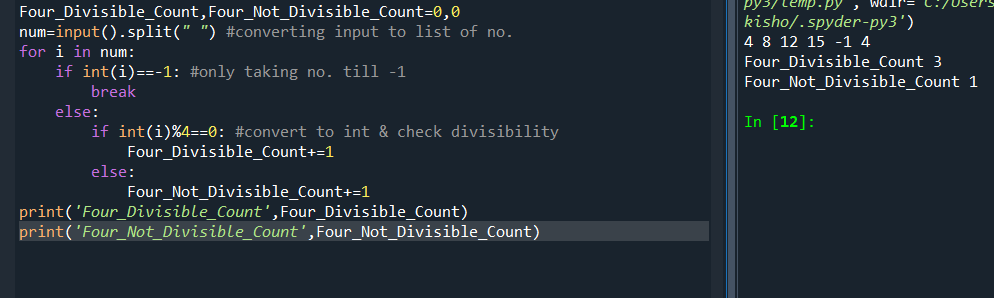 Four_Divisible_Count,Four_Not_Divisible_Count=0,0
num=input().split(" ") #converting input to list of no.
for i in num:
    if int(i)==-1: #only taking no. till -1
        break
    else:
        if int(i)%4==0: #convert to int & check divisibility
            Four_Divisible_Count+=1
        else:
            Four_Not_Divisible_Count+=1
print('Four_Divisible_Count',Four_Divisible_Count)
print('Four_Not_Divisible_Count',Four_Not_Divisible_Count)
py3/temp.py', wdir='C:/Users
kisho/.spyder-py3')
4 8 12 15 -1 4
Four_Divisible_Count 3
Four_Not_Divisible_Count 1
In [12]: